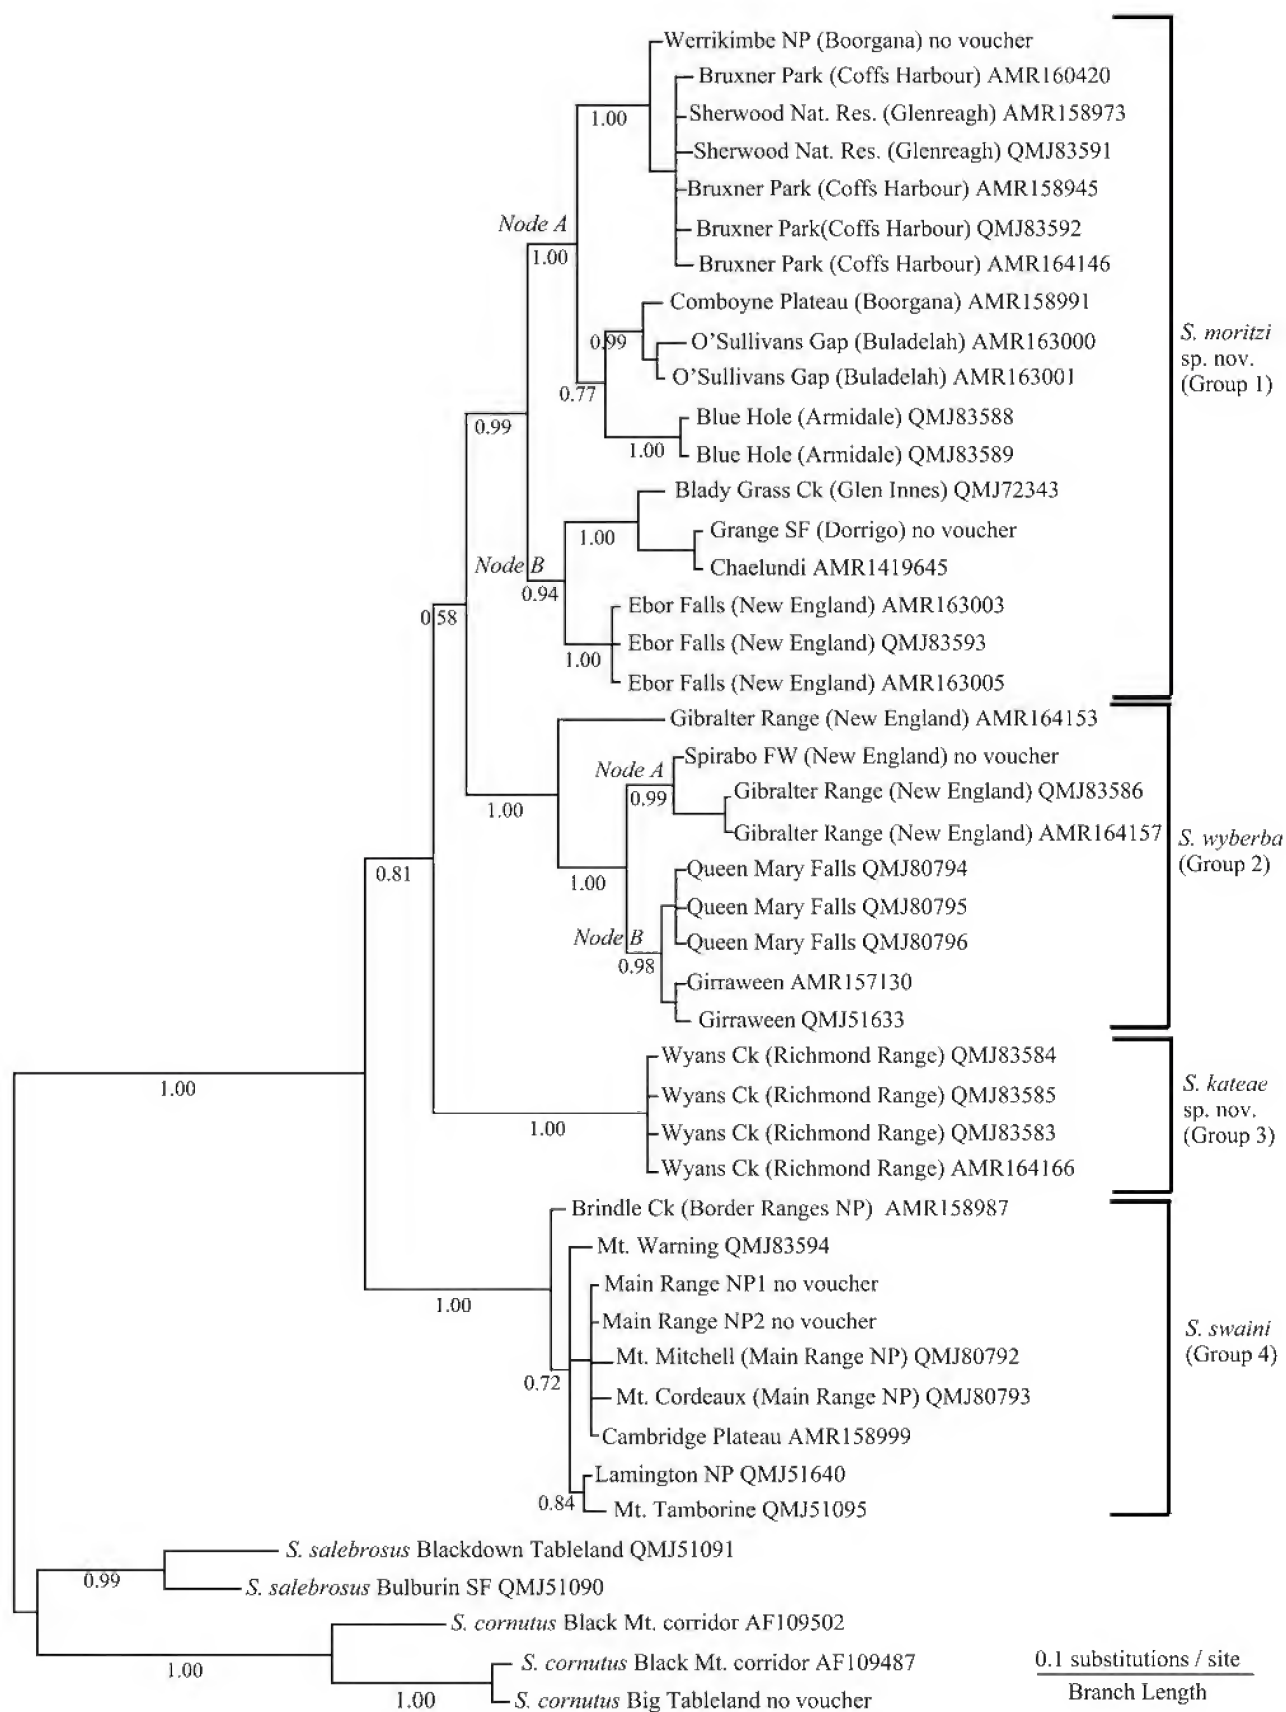 Werrikimbe NP (Boorgana) no voucher
Bruxner Park (Coffs Harbour) AMR160420
1.00
Sherwood Nat. Res. (Glenreagh) AMR158973
Sherwood Nat. Res. (Glenreagh) QMJ83591
Bruxner Park (Coffs Harbour) AMR158945
Node A
Bruxner Park(Coffs Harbour) QMJ83592
1.00
Bruxner Park (Coffs Harbour) AMR164146
Comboyne Plateau (Boorgana) AMR158991
0.99
O'Sullivans Gap (Buladelah) AMR163000
O'Sullivans Gap (Buladelah) AMR163001
0.77
S. moritzi
sp. nov.
(Group 1)
Blue Hole (Armidale) QMJ83588
0.99
1.00
Blue Hole (Armidale) QMJ83589
Blady Grass Ck (Glen Innes) QMJ72343
Grange SF (Dorrigo) no voucher
1.00
Node B
Chaelundi AMR1419645
0.94
Ebor Falls (New England) AMR163003
0.58
Ebor Falls (New England) QMJ83593
1.00
Ebor Falls (New England) AMR163005
Gibralter Range (New England) AMR164153
Spirabo FW (New England) no voucher
Node A
0.99
Gibralter Range (New England) QMJ83586
1.00
Gibralter Range (New England) AMR164157
S. wyberba
(Group 2)
0.81
1.00
Queen Mary Falls QMJ80794
Queen Mary Falls QMJ80795
Node B
Queen Mary Falls QMJ80796
0.98
Girraween AMR157130
Girraween QMJ51633
Wyans Ck (Richmond Range) QMJ83584
1.00
Wyans Ck (Richmond Range) QMJ83585
1.00
Wyans Ck (Richmond Range) QMJ83583
Wyans Ck (Richmond Range) AMR164166
S. kateae
sp. nov.
(Group 3)
Brindle Ck (Border Ranges NP) AMR158987
Mt. Warning QMJ83594
Main Range NP1 no voucher
1.00
Main Range NP2 no voucher
Mt. Mitchell (Main Range NP) QMJ80792
0.72
Mt. Cordeaux (Main Range NP) QMJ80793
Cambridge Plateau AMR158999
S. swaini
(Group 4)
Lamington NP QMJ51640
0.84
Mt. Tamborine QMJ51095
S. salebrosus Blackdown Tableland QMJ51091
0.99
S. salebrosus Bulburin SF QMJ51090
S. cornutus Black Mt. corridor AF109502
1.00
S. cornutus Black Mt. corridor AF109487
1.00
S. cornutus Big Tableland no voucher
0.1 substitutions / site
Branch Length